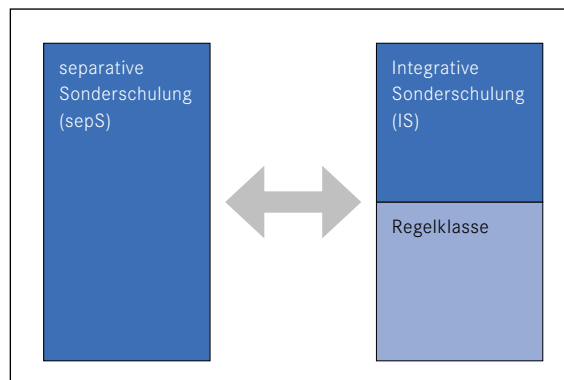 separative
Sonderschulung
(sepS)
Integrative
Sonderschulung
(IS)
Regelklasse